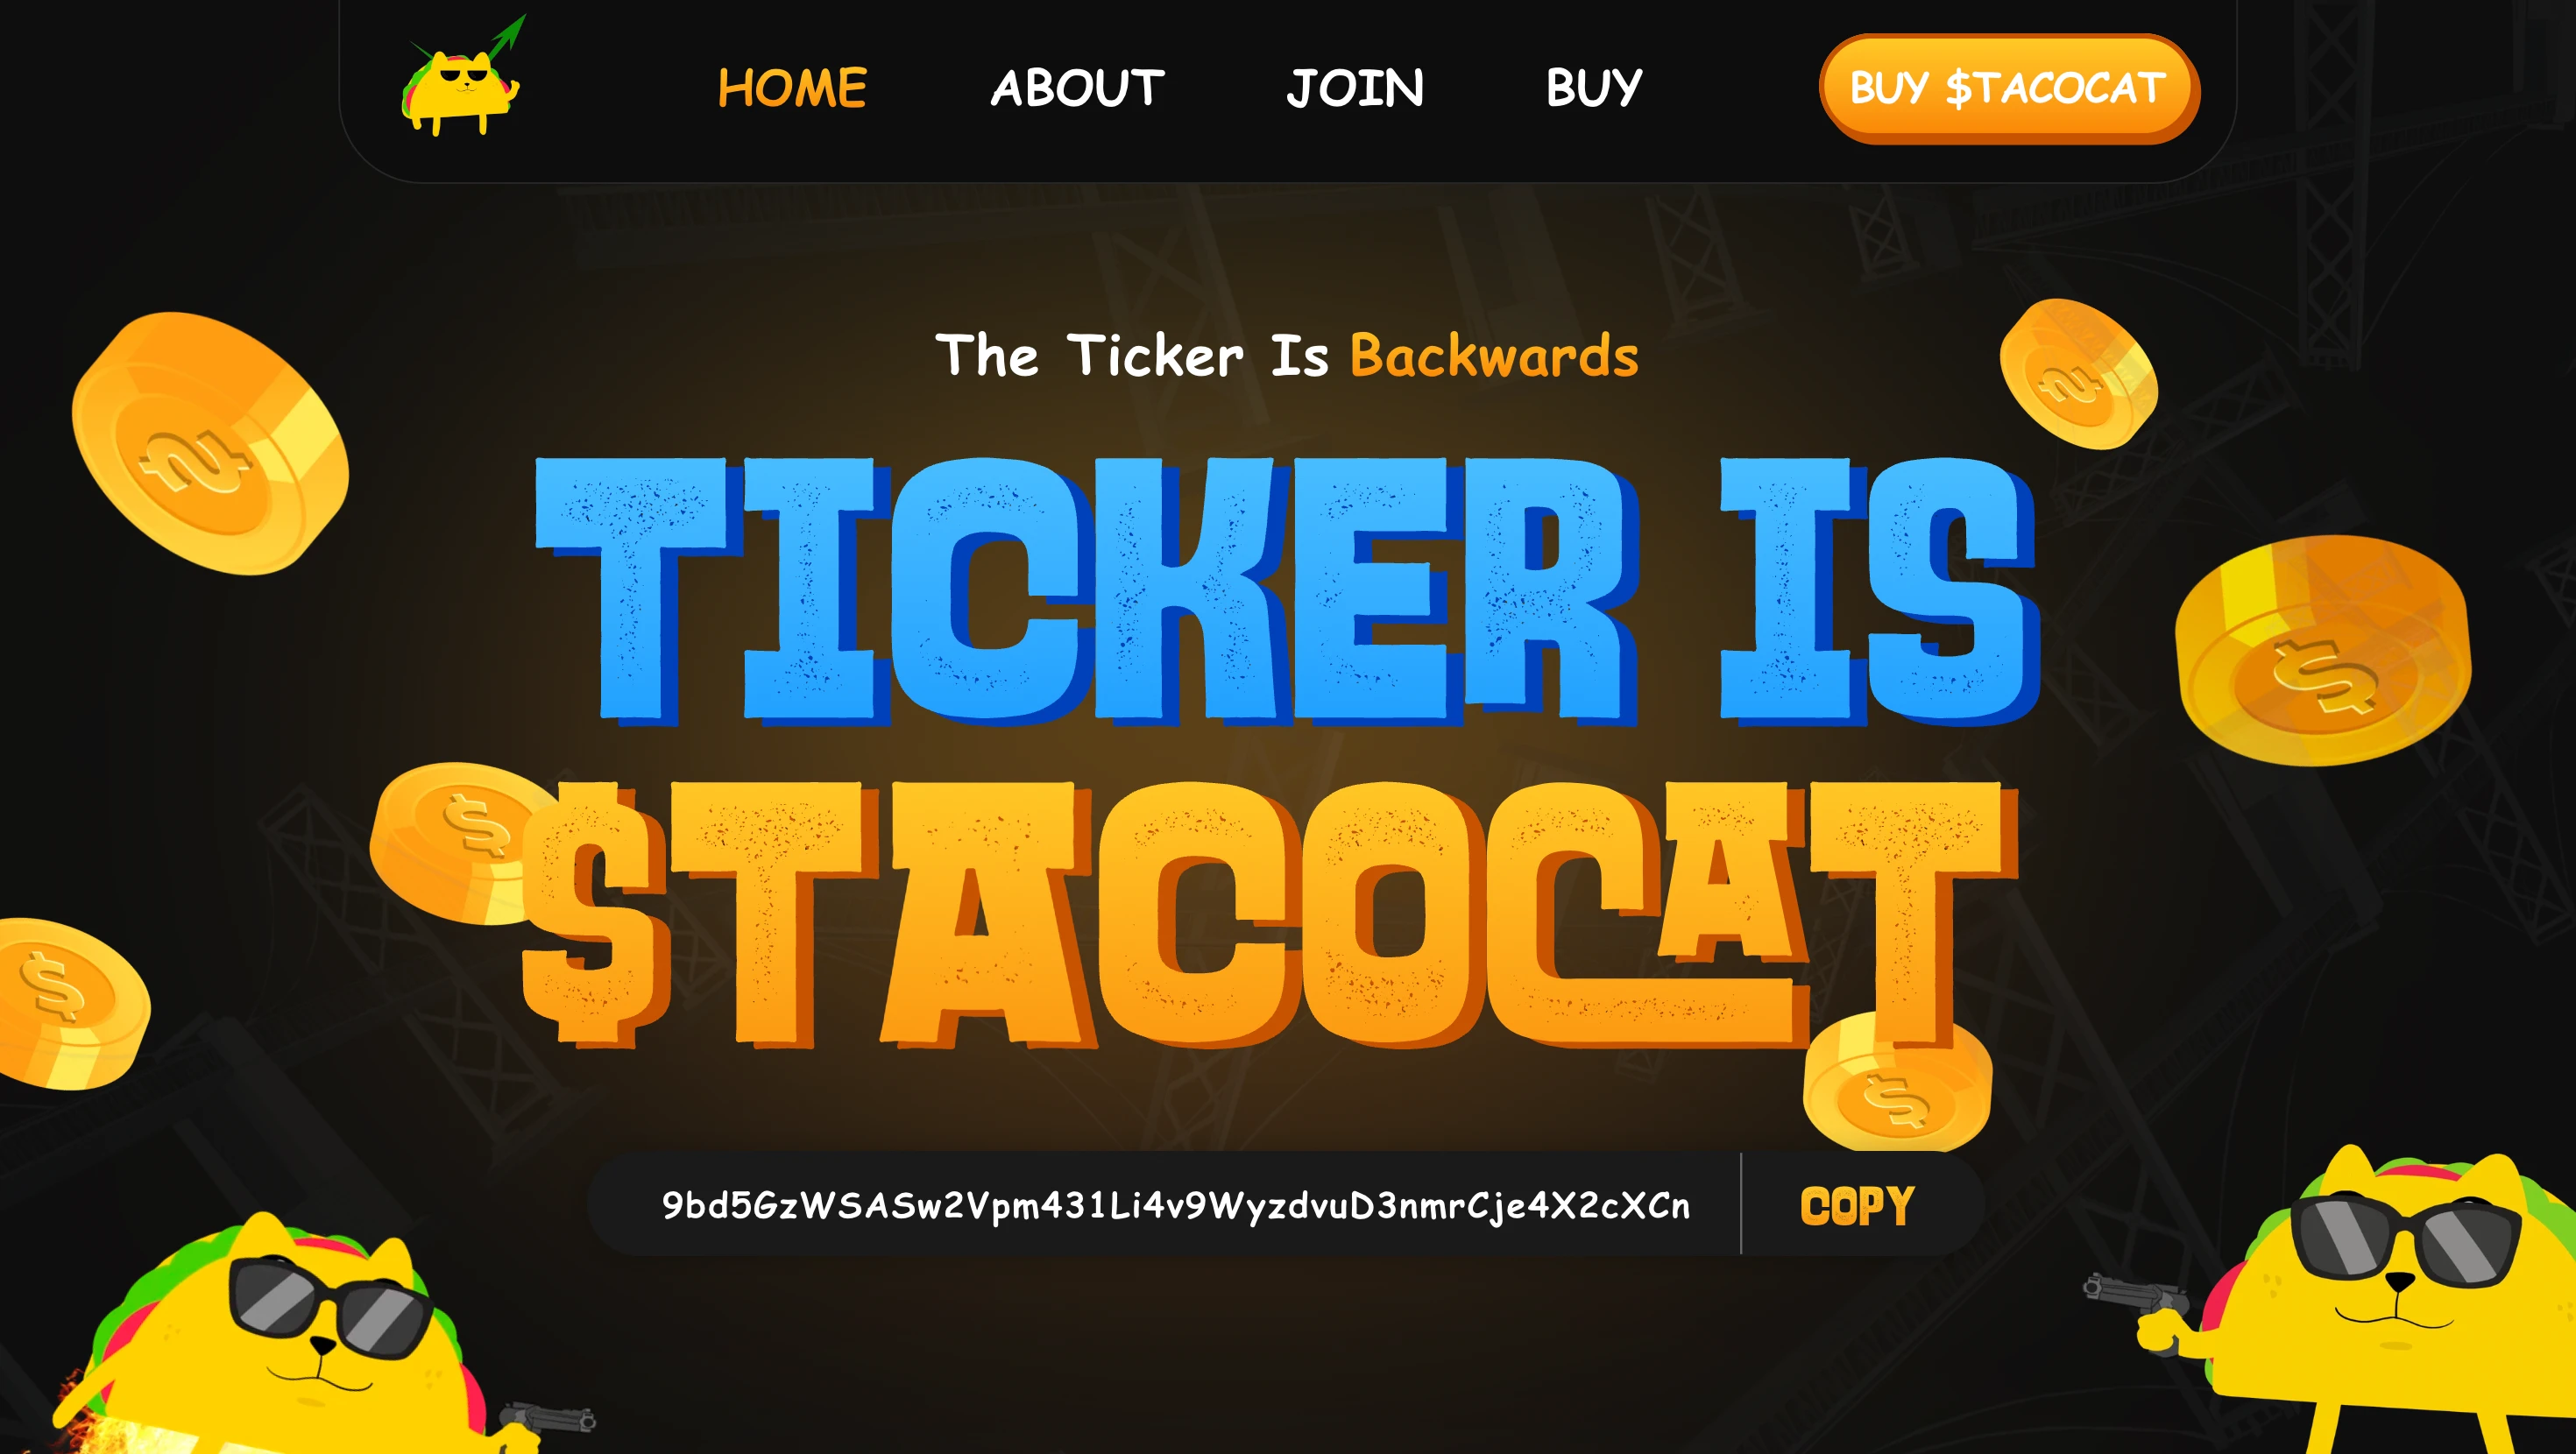 HOME ABOUT JOIN BUY BUY $TACOCAT
The Ticker Is Backwards
TICKER IS
$TACOCAT
9bd5GzWSASw2Vpm431Li4v9WyzdvuD3nmrCje4X2cXCn COPY